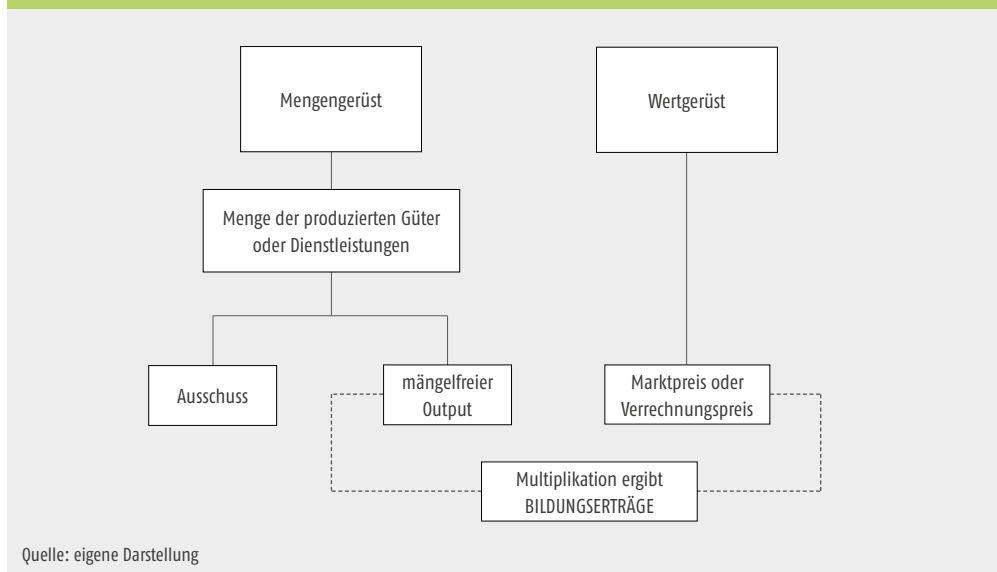 Mengengerüst
Wertgerüst
Menge der produzierten Güter
oder Dienstleistungen
Ausschuss
mängelfreier
Output
Marktpreis oder
Verrechnungspreis
Multiplikation ergibt
BILDUNGSERTRÄGE
Quelle: eigene Darstellung